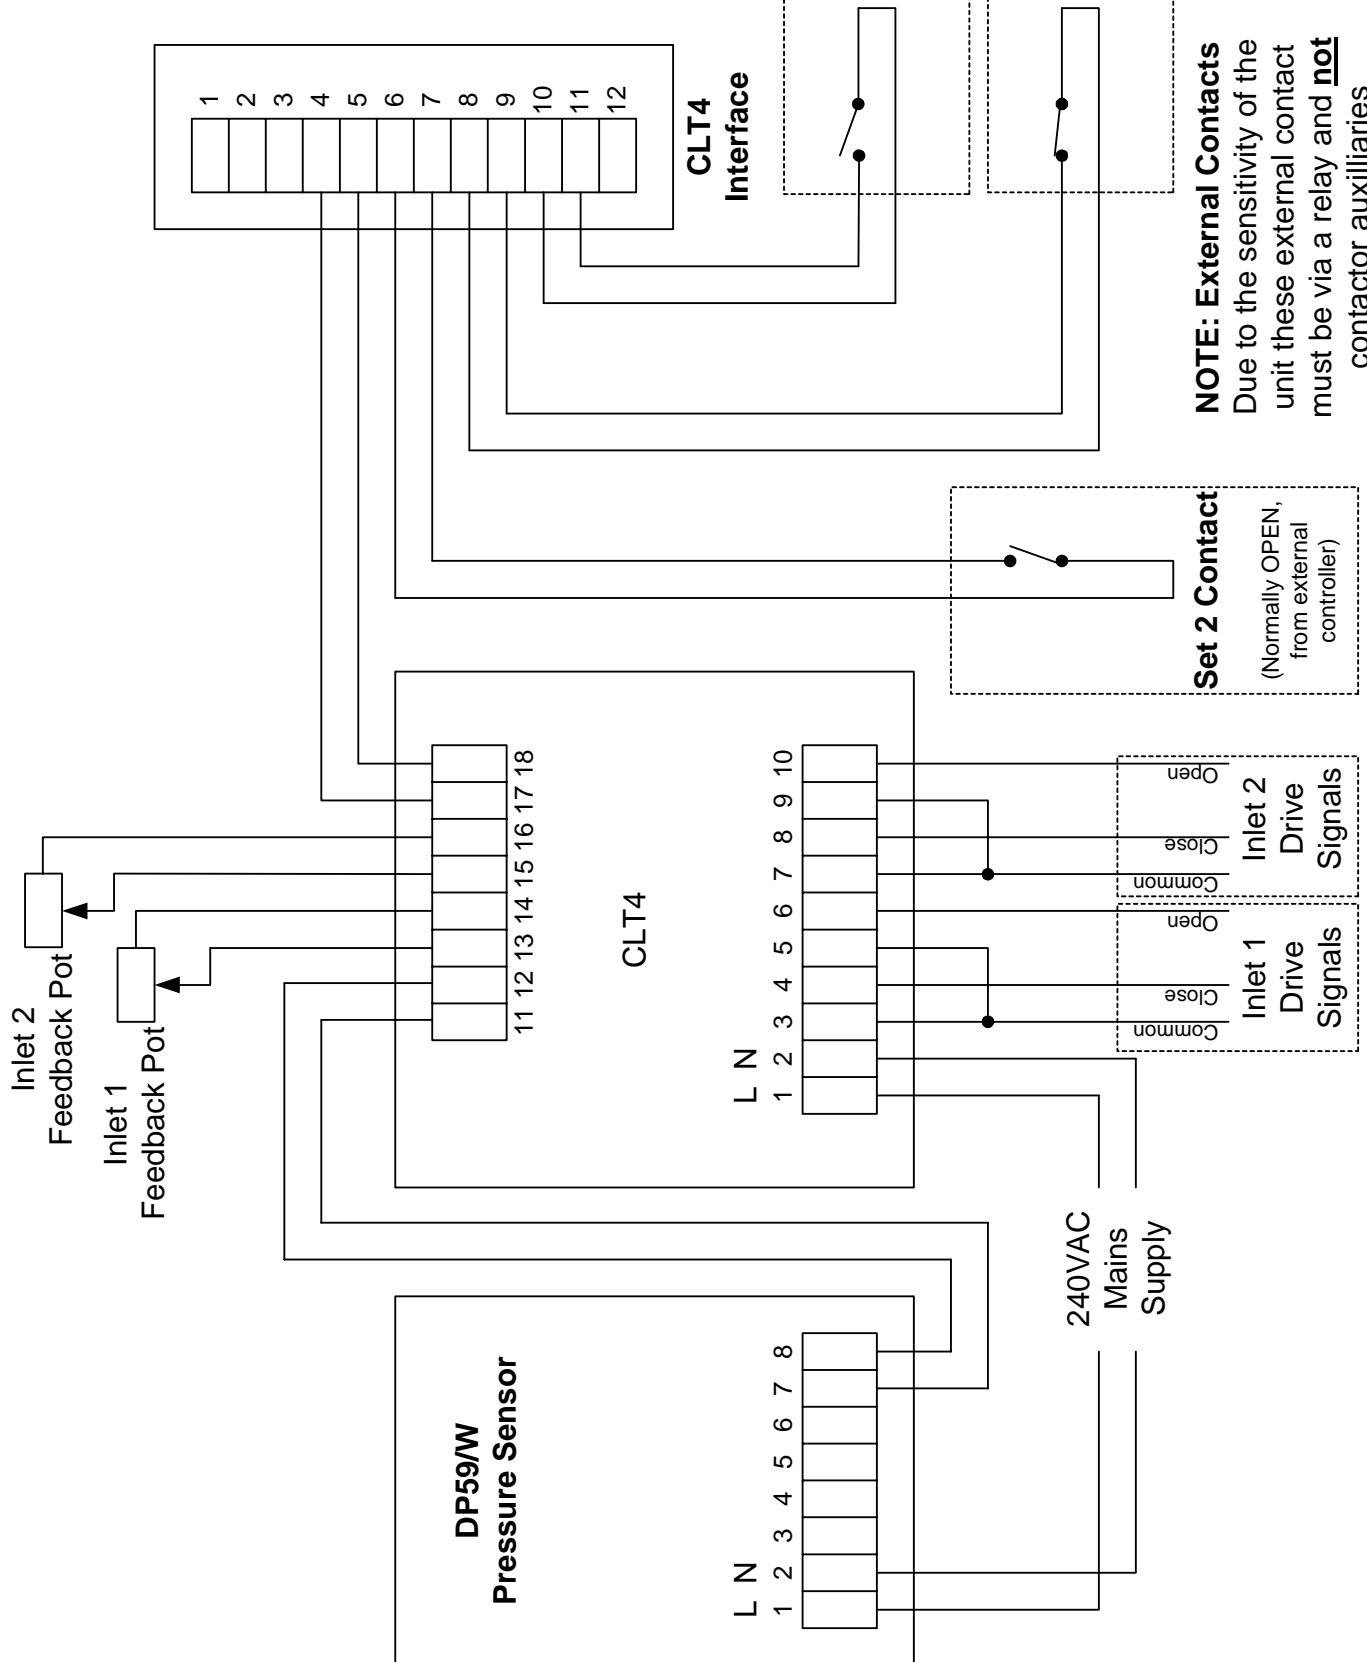 Inlet 2
Feedback Pot
Inlet 1
Feedback Pot
1
2
3
4
5
6
7
8
9
10
11
12
CLT4
Interface
11 12 13 14 15 16 17 18
CLT4
L N
1 2 3 4 5 6 7 8 9 10
Common
Close
Open
Inlet 1
Drive
Signals
Common
Close
Open
Inlet 2
Drive
Signals
DP59/W
Pressure Sensor
L N
1 2 3 4 5 6 7 8
240VAC
Mains
Supply
Set 2 Contact
(Normally OPEN,
from external
controller)
NOTE: External Contacts
Due to the sensitivity of the
unit these external contact
must be via a relay and not
contactor auxilliaries